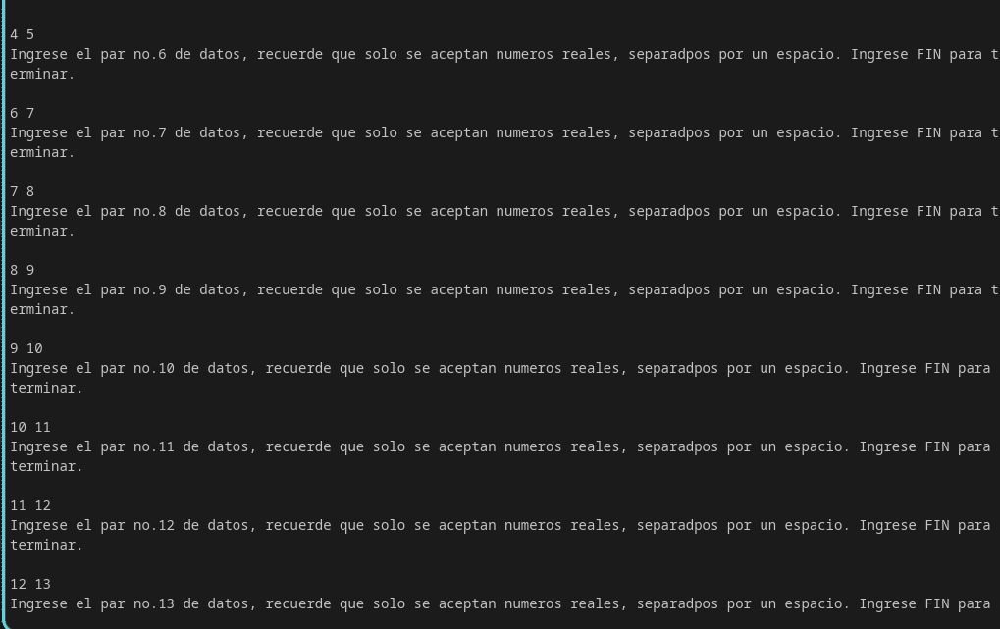 4 5
Ingrese el par no.6 de datos, recuerde que solo se aceptan numeros reales, separadpos por un espacio. Ingrese FIN para t
erminar.
6 7
Ingrese el par no.7 de datos, recuerde que solo se aceptan numeros reales, separadpos por un espacio. Ingrese FIN para t
erminar.
7 8
Ingrese el par no.8 de datos, recuerde que solo se aceptan numeros reales, separadpos por un espacio. Ingrese FIN para t
erminar.
8 9
Ingrese el par no.9 de datos, recuerde que solo se aceptan numeros reales, separadpos por un espacio. Ingrese FIN para t
erminar.
9 10
Ingrese el par no.10 de datos, recuerde que solo se aceptan numeros reales, separadpos por un espacio. Ingrese FIN para
terminar.
10 11
Ingrese el par no.11 de datos, recuerde que solo se aceptan numeros reales, separadpos por un espacio. Ingrese FIN para
terminar.
11 12
Ingrese el par no.12 de datos, recuerde que solo se aceptan numeros reales, separadpos por un espacio. Ingrese FIN para
terminar.
12 13
Ingrese el par no.13 de datos, recuerde que solo se aceptan numeros reales, separadpos por un espacio. Ingrese FIN para